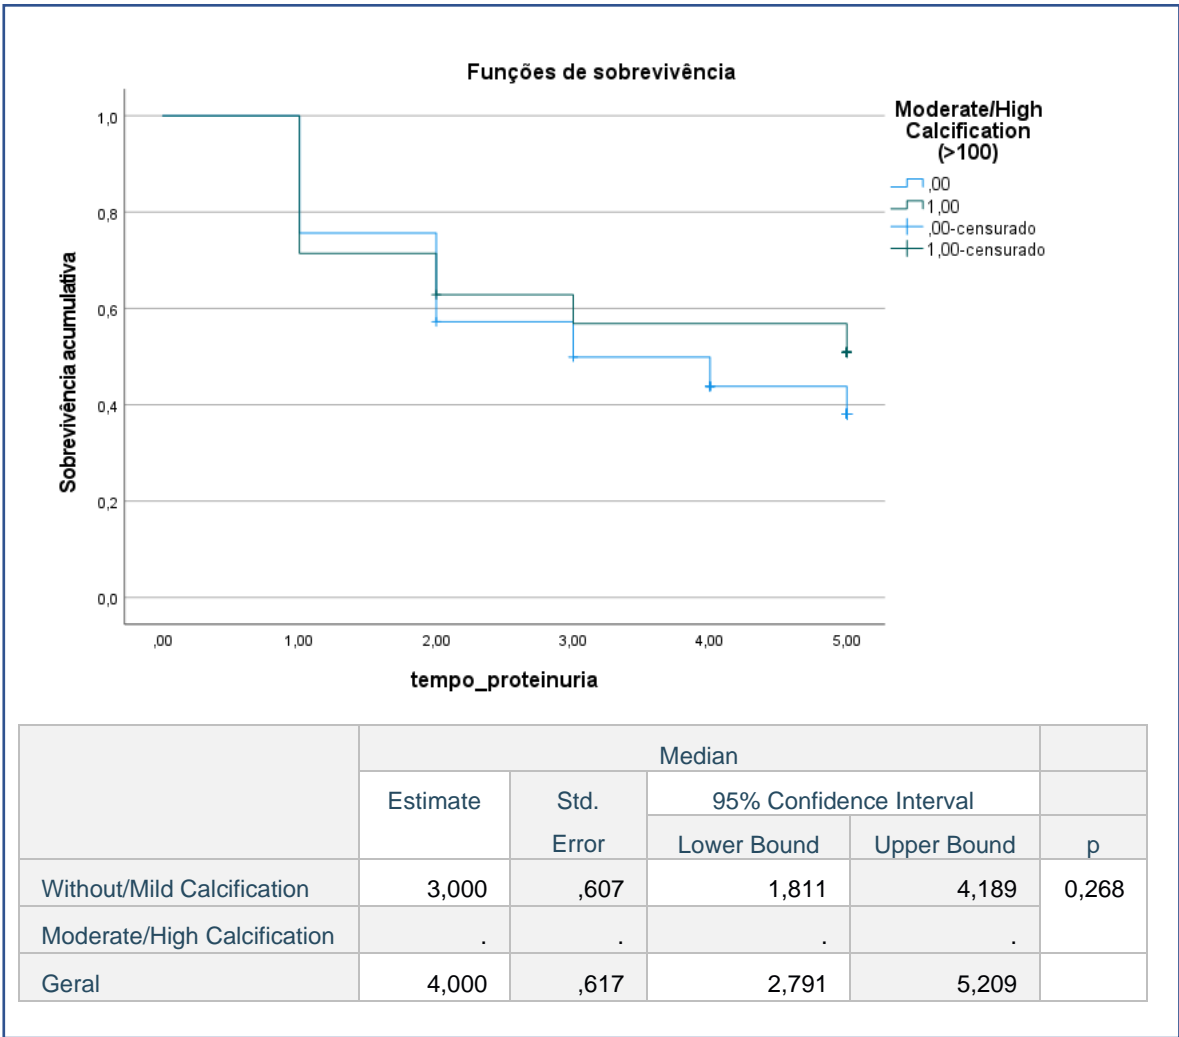 Funções de sobrevivência
Moderate/High
Calcification
(>100)
,00
1,00
,00-censurado
1,00-censurado
Sobrevivência acumulativa
1,0
0,8
0,6
0,4
0,2
0,0
,00 1,00 2,00 3,00 4,00 5,00
tempo_proteinuria
Median
Estimate Std. Error 95% Confidence Interval
Lower Bound Upper Bound p
Without/Mild Calcification 3,000 ,607 1,811 4,189 0,268
Moderate/High Calcification . . . .
Geral 4,000 ,617 2,791 5,209